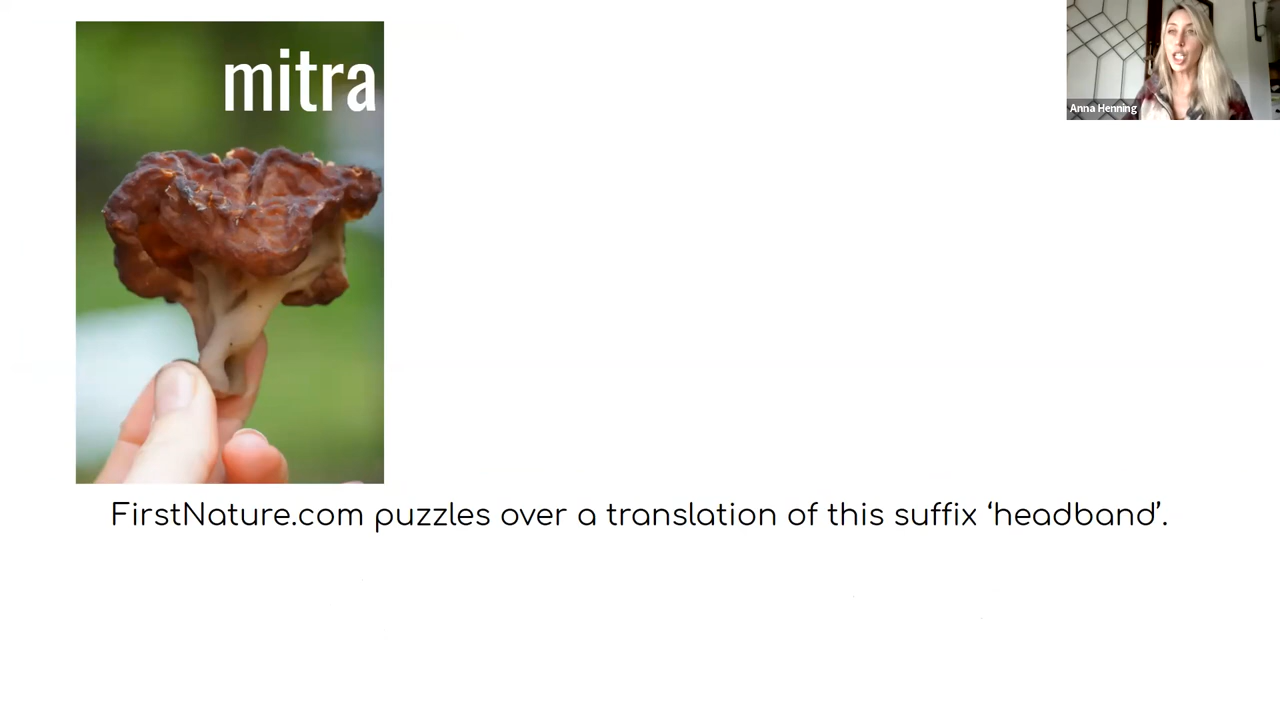 mitra
Anna Henning
FirstNature.com puzzles over a translation of this suffix ‘headband’.